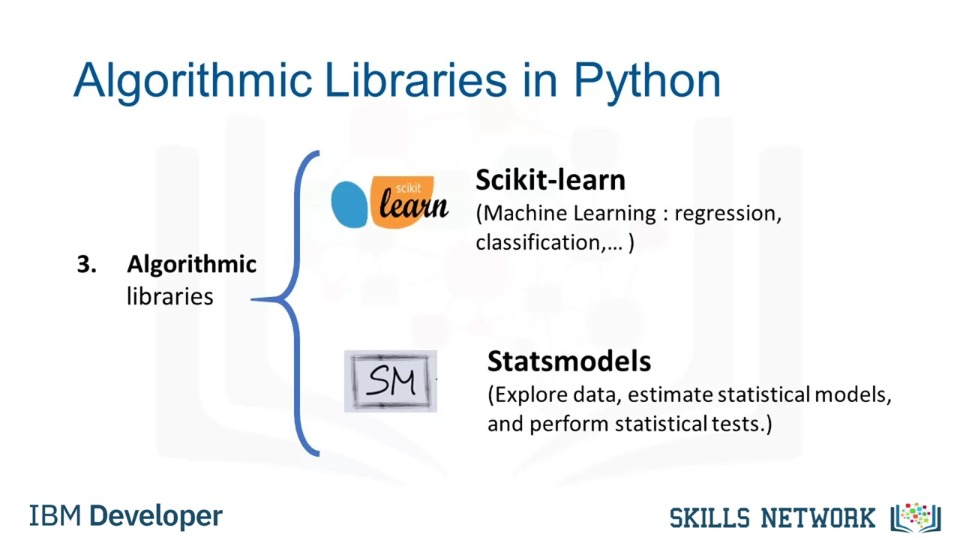 Algorithmic Libraries in Python
3. Algorithmic
libraries
scikit
learn
Scikit-learn
(Machine Learning : regression,
classification,... )
SM
Statsmodels
(Explore data, estimate statistical models,
and perform statistical tests.)
IBM Developer
SKILLS NETWORK